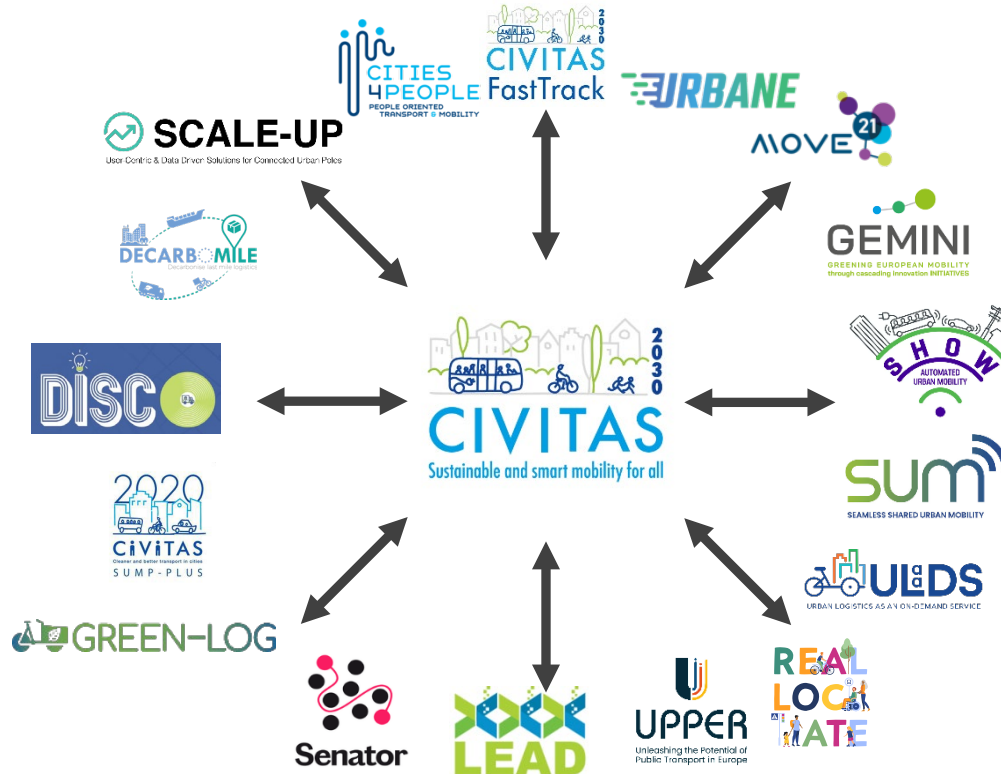 CITIES
4PEOPLE
PEOPLE ORIENTED
TRANSPORT & MOBILITY
2030
CIVITAS
FastTrack
URBANE
MOVE
21
SCALE-UP
User-Centric & Data Driven Solutions for Connected Urban Poles
DECARBOMILE
Decarbonise last mile logistics
GEMINI
GREENING EUROPEAN MOBILITY
through cascading innovation INITIATIVES
SHOW
AUTOMATED
URBAN MOBILITY
DISCO
2030
CIVITAS
Sustainable and smart mobility for all
sum
SEAMLESS SHARED URBAN MOBILITY
2020
CIVITAS
Cleaner and better transport in cities
SUMP-PLUS
ULaaDS
URBAN LOGISTICS AS AN ON-DEMAND SERVICE
GREEN-LOG
Senator
LEAD
UPPER
Unleashing the Potential of
Public Transport in Europe
REAL
LOC
ATE